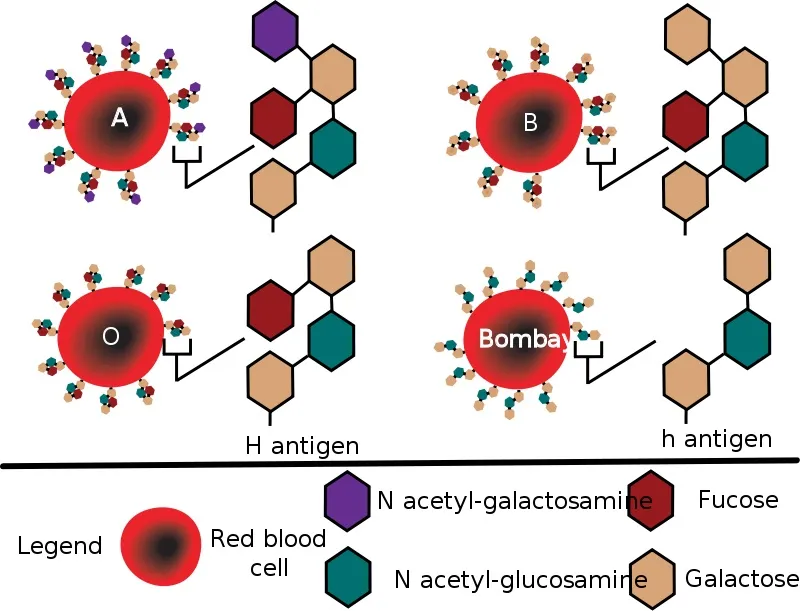 A
B
O
Bombay
H antigen
h antigen
N acetyl-galactosamine
Fucose
Legend
Red blood
cell
N acetyl-glucosamine
Galactose